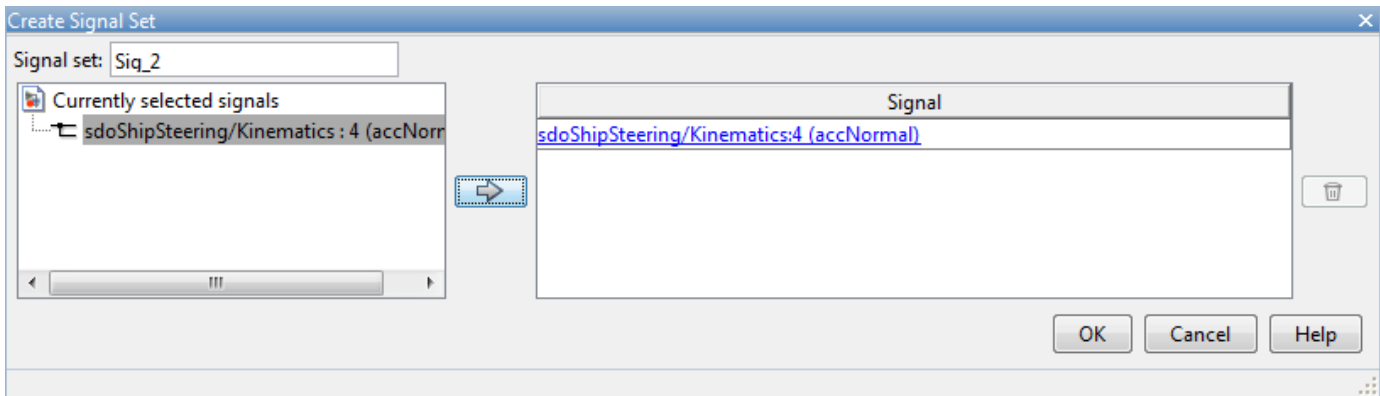 Create Signal Set
Signal set: Sig_2
Currently selected signals
sdoShipSteering/Kinematics : 4 (accNorr
Signal
sdoShipSteering/Kinematics:4 (accNormal)
OK Cancel Help